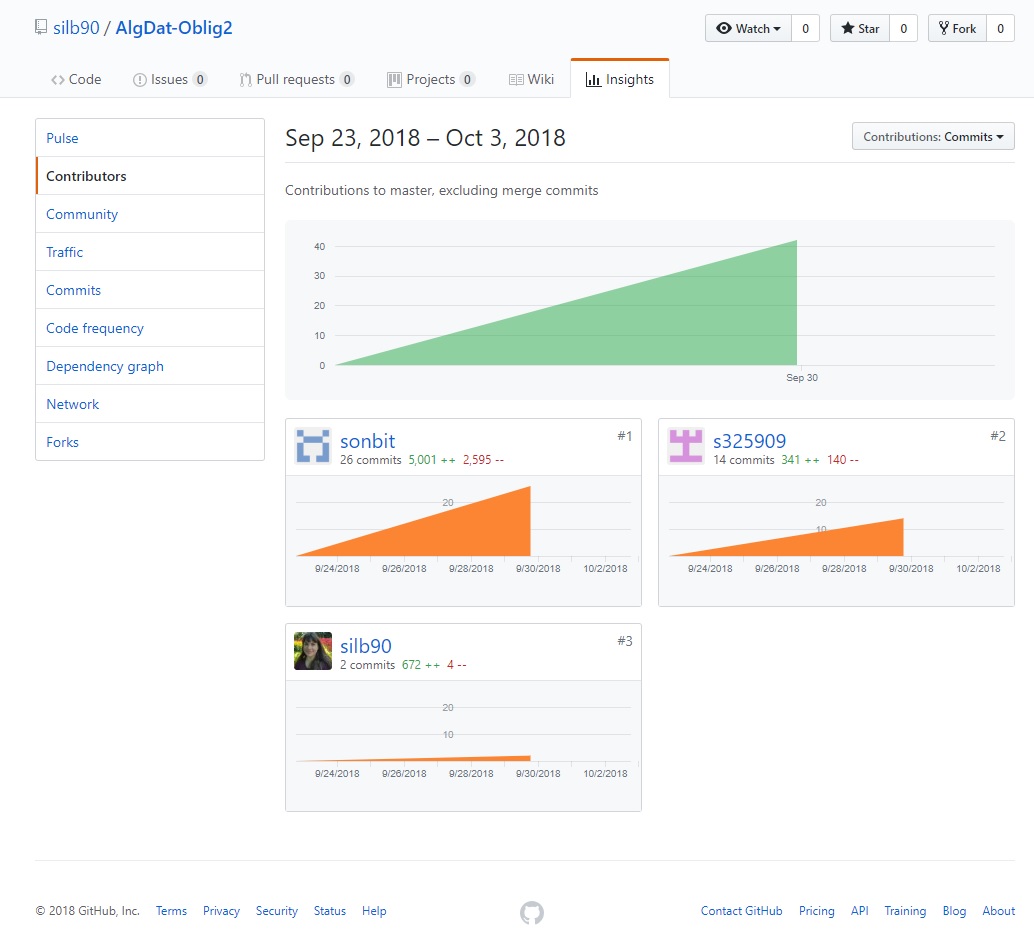 silb90 / AlgDat-Oblig2
Watch 0 Star 0 Fork 0
Code Issues 0 Pull requests 0 Projects 0 Wiki Insights
Pulse
Contributors
Community
Traffic
Commits
Code frequency
Dependency graph
Network
Forks
Sep 23, 2018 – Oct 3, 2018
Contributions: Commits
Contributions to master, excluding merge commits
40
30
20
10
0
Sep 30
sonbit #1
26 commits 5,001 ++ 2,595 --
20
9/24/2018 9/26/2018 9/28/2018 9/30/2018 10/2/2018
s325909 #2
14 commits 341 ++ 140 --
20
10
9/24/2018 9/26/2018 9/28/2018 9/30/2018 10/2/2018
silb90 #3
2 commits 672 ++ 4 --
20
10
9/24/2018 9/26/2018 9/28/2018 9/30/2018 10/2/2018
© 2018 GitHub, Inc. Terms Privacy Security Status Help
Contact GitHub Pricing API Training Blog About